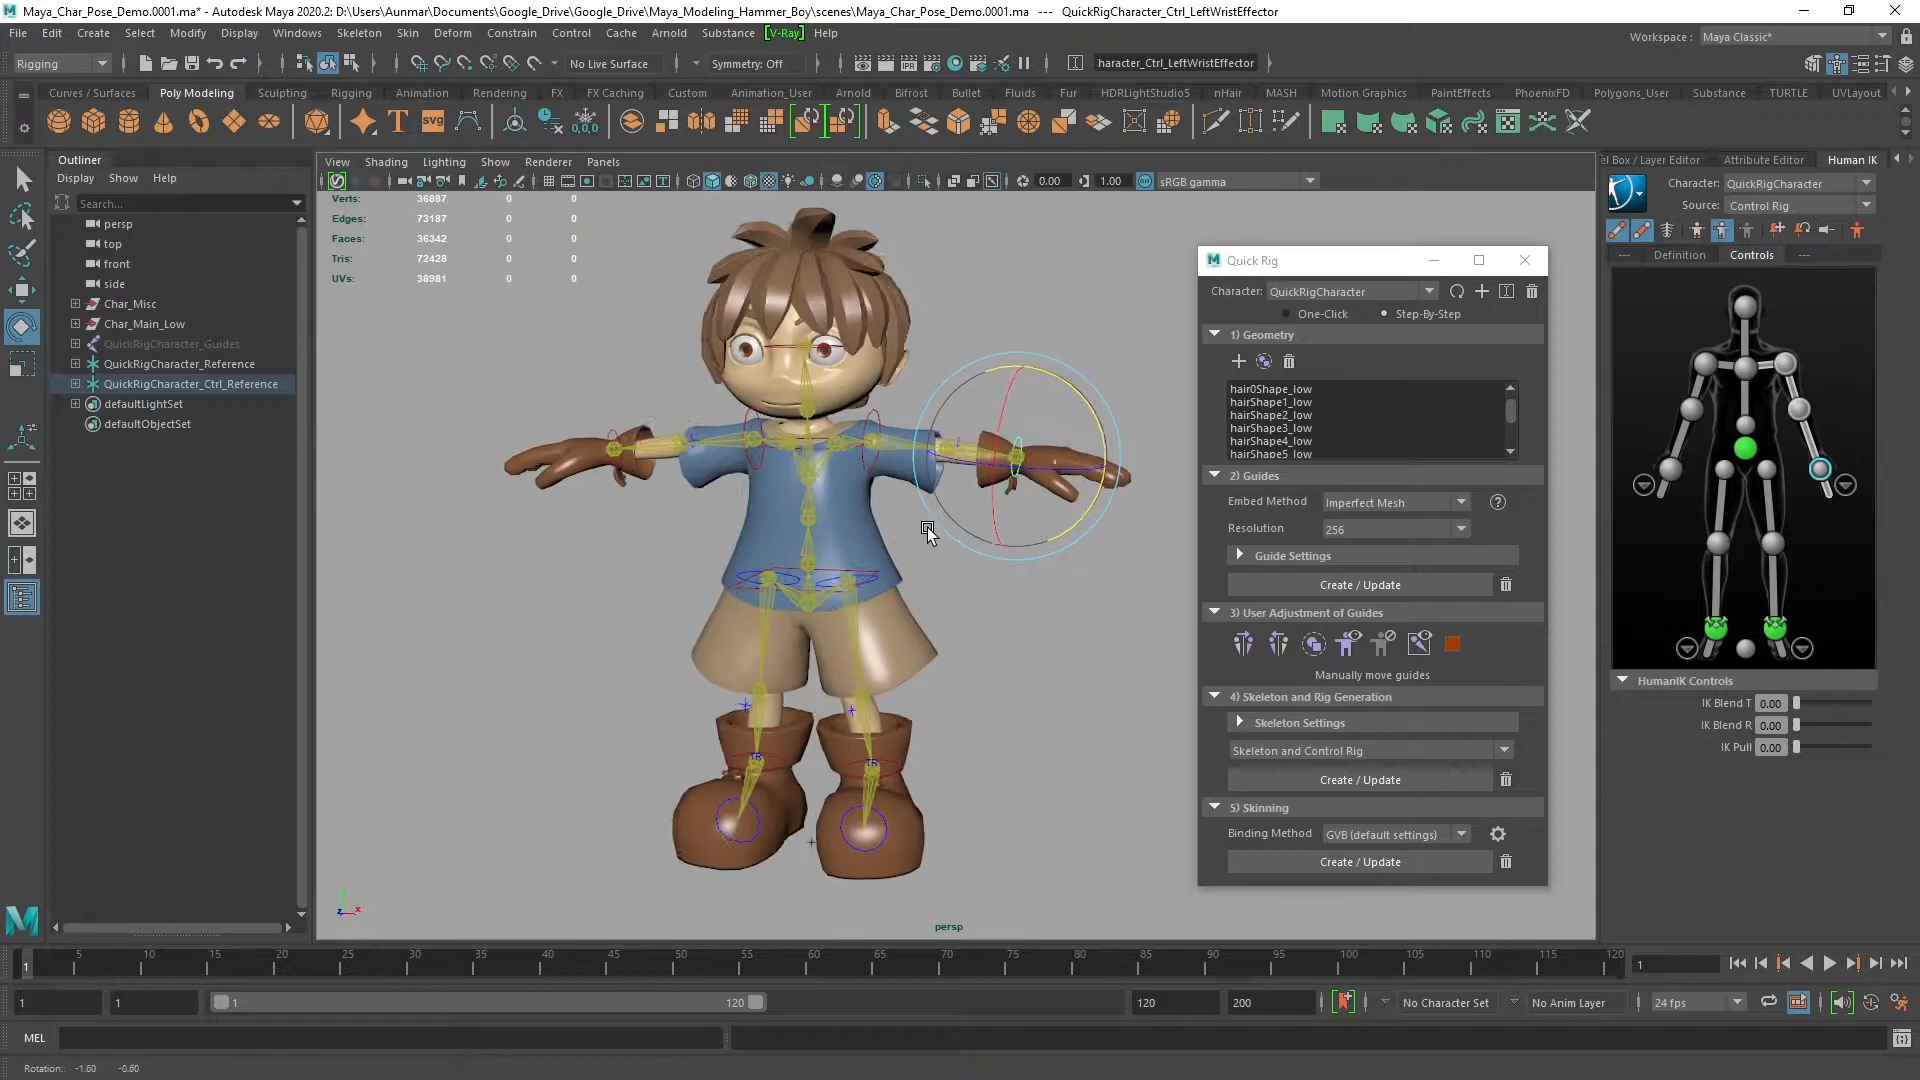 Maya_Char_Pose_Demo.0001.ma* - Autodesk Maya 2020.2: D:\Users\Aunmar\Documents\Google_Drive\Google_Drive\Maya_Modeling_Hammer_Boy\scenes\Maya_Char_Pose_Demo.0001.ma --- QuickRigCharacter_Ctrl_LeftWristEffector
File Edit Create Select Modify Display Windows Skeleton Skin Deform Constrain Control Cache Arnold Substance [V-Ray] Help
Workspace : Maya Classic*
Rigging No Live Surface Symmetry: Off haracter_Ctrl_LeftWristEffector
Curves / Surfaces Poly Modeling Sculpting Rigging Animation Rendering FX FX Caching Custom Animation_User Arnold Bifrost Bullet Fluids Fur HDRLightStudio5 nHair MASH Motion Graphics PaintEffects PhoenixFD Polygons_User Substance TURTLE UVLayout
SVG
0,0,0
IPR
Outliner
Display Show Help
Search...
persp
top
front
side
Char_Misc
Char_Main_Low
QuickRigCharacter_Guides
QuickRigCharacter_Reference
QuickRigCharacter_Ctrl_Reference
defaultLightSet
defaultObjectSet
View Shading Lighting Show Renderer Panels
0.00 1.00 sRGB gamma
Verts: 36887 0 0
Edges: 73187 0 0
Faces: 36342 0 0
Tris: 72428 0 0
UVs: 38981 0 0
persp
Quick Rig
Character: QuickRigCharacter
One-Click Step-By-Step
1) Geometry
hair0Shape_low
hairShape1_low
hairShape2_low
hairShape3_low
hairShape4_low
hairShape5_low
2) Guides
Embed Method Imperfect Mesh
Resolution 256
Guide Settings
Create / Update
3) User Adjustment of Guides
Manually move guides
4) Skeleton and Rig Generation
Skeleton Settings
Skeleton and Control Rig
Create / Update
5) Skinning
Binding Method GVB (default settings)
Create / Update
el Box / Layer Editor Attribute Editor Human IK
Character: QuickRigCharacter
Source: Control Rig
Definition Controls
HumanIK Controls
IK Blend T 0.00
IK Blend R 0.00
IK Pull 0.00
5 10 15 20 25 30 35 40 45 50 55 60 65 70 75 80 85 90 95 100 105 110 115 120
1 1
1 1 1 120 120 200 No Character Set No Anim Layer 24 fps
MEL
Rotation: -1.60 -0.60